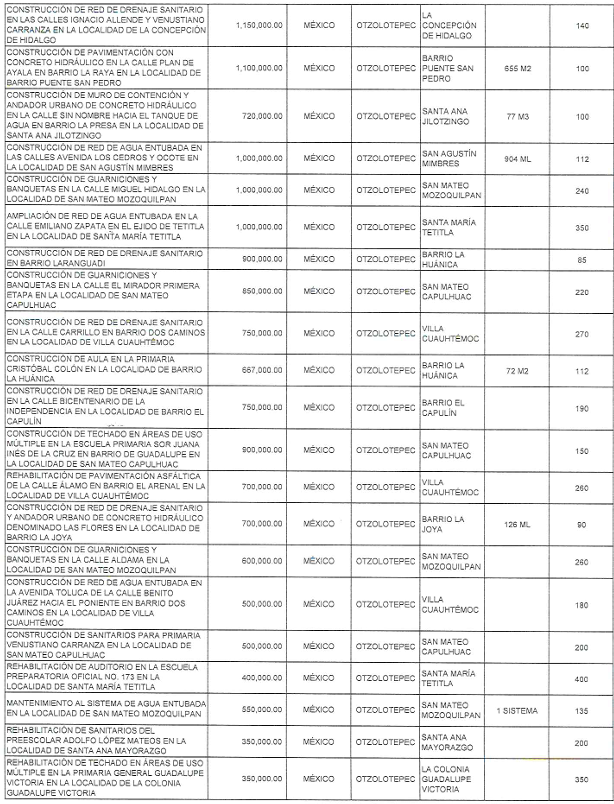 CONSTRUCCIÓN DE RED DE DRENAJE SANITARIO
EN LAS CALLES IGNACIO ALLENDE Y VENUSTIANO
CARRANZA EN LA LOCALIDAD DE LA CONCEPCIÓN
DE HIDALGO
1,150,000.00
MÉXICO
OTZOLOTEPEC
LA
CONCEPCIÓN
DE HIDALGO
140
CONSTRUCCIÓN DE PAVIMENTACIÓN CON
CONCRETO HIDRÁULICO EN LA CALLE PLAN DE
AYALA EN BARRIO LA RAYA EN LA LOCALIDAD DE
BARRIO PUENTE SAN PEDRO
1,100,000.00
MÉXICO
OTZOLOTEPEC
BARRIO
PUENTE SAN
PEDRO
655 M2
100
CONSTRUCCIÓN DE MURO DE CONTENCIÓN Y
ANDADOR URBANO DE CONCRETO HIDRÁULICO
EN LA CALLE SIN NOMBRE HACIA EL TANQUE DE
AGUA EN BARRIO LA PRESA EN LA LOCALIDAD DE
SANTA ANA JILOTZINGO
720,000.00
MÉXICO
OTZOLOTEPEC
SANTA ANA
JILOTZINGO
77 M3
100
CONSTRUCCIÓN DE RED DE AGUA ENTUBADA EN
LAS CALLES AVENIDA LOS CEDROS Y OCOTE EN
LA LOCALIDAD DE SAN AGUSTÍN MIMBRES
1,000,000.00
MÉXICO
OTZOLOTEPEC
SAN AGUSTÍN
MIMBRES
904 ML
112
CONSTRUCCIÓN DE GUARNICIONES Y
BANQUETAS EN LA CALLE MIGUEL HIDALGO EN LA
LOCALIDAD DE SAN MATEO MOZOQUILPAN
1,000,000.00
MÉXICO
OTZOLOTEPEC
SAN MATEO
MOZOQUILPAN
240
AMPLIACIÓN DE RED DE AGUA ENTUBADA EN LA
CALLE EMILIANO ZAPATA EN EL EJIDO DE TETITLA
EN LA LOCALIDAD DE SANTA MARÍA TETITLA
1,000,000.00
MÉXICO
OTZOLOTEPEC
SANTA MARÍA
TETITLA
350
CONSTRUCCIÓN DE RED DE DRENAJE SANITARIO
EN BARRIO LARANGUADI
900,000.00
MÉXICO
OTZOLOTEPEC
BARRIO LA
HUÁNICA
85
CONSTRUCCIÓN DE GUARNICIONES Y
BANQUETAS EN LA CALLE EL MIRADOR PRIMERA
ETAPA EN LA LOCALIDAD DE SAN MATEO
CAPULHUAC
850,000.00
MÉXICO
OTZOLOTEPEC
SAN MATEO
CAPULHUAC
220
CONSTRUCCIÓN DE RED DE DRENAJE SANITARIO
EN LA CALLE CARRILLO EN BARRIO DOS CAMINOS
EN LA LOCALIDAD DE VILLA CUAUHTÉMOC
750,000.00
MÉXICO
OTZOLOTEPEC
VILLA
CUAUHTÉMOC
270
CONSTRUCCIÓN DE AULA EN LA PRIMARIA
CRISTÓBAL COLÓN EN LA LOCALIDAD DE BARRIO
LA HUÁNICA
667,000.00
MÉXICO
OTZOLOTEPEC
BARRIO LA
HUÁNICA
72 M2
112
CONSTRUCCIÓN DE RED DE DRENAJE SANITARIO
EN LA CALLE BICENTENARIO DE LA
INDEPENDENCIA EN LA LOCALIDAD DE BARRIO EL
CAPULÍN
750,000.00
MÉXICO
OTZOLOTEPEC
BARRIO EL
CAPULÍN
190
CONSTRUCCIÓN DE TECHADO EN ÁREAS DE USO
MÚLTIPLE EN LA ESCUELA PRIMARIA SOR JUANA
INÉS DE LA CRUZ EN BARRIO DE GUADALUPE EN
LA LOCALIDAD DE SAN MATEO CAPULHUAC
900,000.00
MÉXICO
OTZOLOTEPEC
SAN MATEO
CAPULHUAC
150
REHABILITACIÓN DE PAVIMENTACIÓN ASFÁLTICA
DE LA CALLE ÁLAMO EN BARRIO EL ARENAL EN LA
LOCALIDAD DE VILLA CUAUHTÉMOC
700,000.00
MÉXICO
OTZOLOTEPEC
VILLA
CUAUHTÉMOC
260
CONSTRUCCIÓN DE RED DE DRENAJE SANITARIO
Y ANDADOR URBANO DE CONCRETO HIDRÁULICO
DENOMINADO LAS FLORES EN LA LOCALIDAD DE
BARRIO LA JOYA
700,000.00
MÉXICO
OTZOLOTEPEC
BARRIO LA
JOYA
126 ML
90
CONSTRUCCIÓN DE GUARNICIONES Y
BANQUETAS EN LA CALLE ALDAMA EN LA
LOCALIDAD DE SAN MATEO MOZOQUILPAN
600,000.00
MÉXICO
OTZOLOTEPEC
SAN MATEO
MOZOQUILPAN
260
CONSTRUCCIÓN DE RED DE AGUA ENTUBADA EN
LA AVENIDA TOLUCA DE LA CALLE BENITO
JUÁREZ HACIA EL PONIENTE EN BARRIO DOS
CAMINOS EN LA LOCALIDAD DE VILLA
CUAUHTÉMOC
500,000.00
MÉXICO
OTZOLOTEPEC
VILLA
CUAUHTÉMOC
180
CONSTRUCCIÓN DE SANITARIOS PARA PRIMARIA
VENUSTIANO CARRANZA EN LA LOCALIDAD DE
SAN MATEO CAPULHUAC
500,000.00
MÉXICO
OTZOLOTEPEC
SAN MATEO
CAPULHUAC
200
REHABILITACIÓN DE AUDITORIO EN LA ESCUELA
PREPARATORIA OFICIAL NO. 173 EN LA
LOCALIDAD DE SANTA MARÍA TETITLA
400,000.00
MÉXICO
OTZOLOTEPEC
SANTA MARÍA
TETITLA
400
MANTENIMIENTO AL SISTEMA DE AGUA ENTUBADA
EN LA LOCALIDAD DE SAN MATEO MOZOQUILPAN
550,000.00
MÉXICO
OTZOLOTEPEC
SAN MATEO
MOZOQUILPAN
1 SISTEMA
135
REHABILITACIÓN DE SANITARIOS DEL
PREESCOLAR ADOLFO LÓPEZ MATEOS EN LA
LOCALIDAD DE SANTA ANA MAYORAZGO
350,000.00
MÉXICO
OTZOLOTEPEC
SANTA ANA
MAYORAZGO
200
REHABILITACIÓN DE TECHADO EN ÁREAS DE USO
MÚLTIPLE EN LA PRIMARIA GENERAL GUADALUPE
VICTORIA EN LA LOCALIDAD DE LA COLONIA
GUADALUPE VICTORIA
350,000.00
MÉXICO
OTZOLOTEPEC
LA COLONIA
GUADALUPE
VICTORIA
350